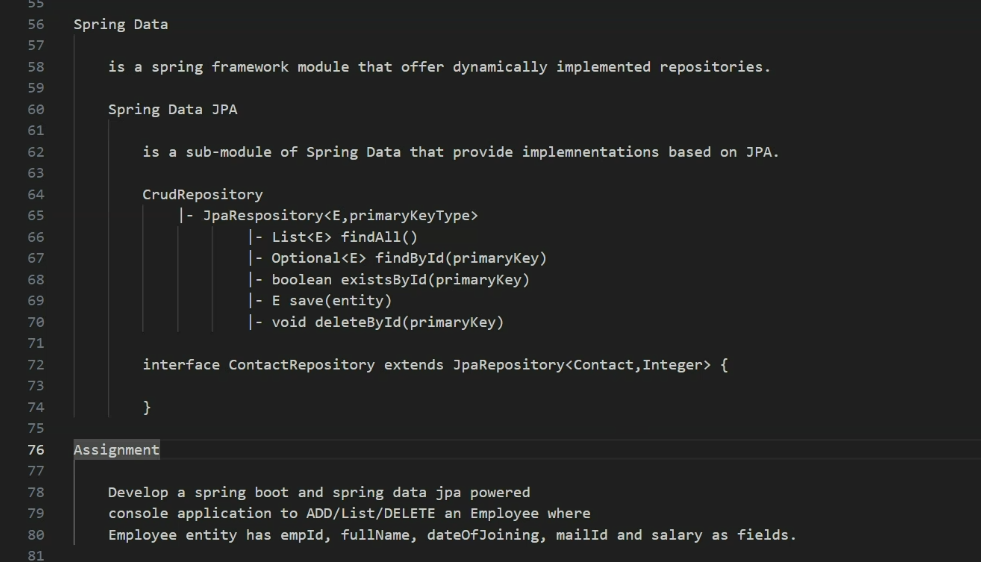 55
56 Spring Data
57
58 is a spring framework module that offer dynamically implemented repositories.
59
60 Spring Data JPA
61
62 is a sub-module of Spring Data that provide implemnentations based on JPA.
63
64 CrudRepository
65 |- JpaRespository<E,primaryKeyType>
66 |- List<E> findAll()
67 |- Optional<E> findById(primaryKey)
68 |- boolean existsById(primaryKey)
69 |- E save(entity)
70 |- void deleteById(primaryKey)
71
72 interface ContactRepository extends JpaRepository<Contact,Integer> {
73
74 }
75
76 Assignment
77
78 Develop a spring boot and spring data jpa powered
79 console application to ADD/List/DELETE an Employee where
80 Employee entity has empId, fullName, dateOfJoining, mailId and salary as fields.
81